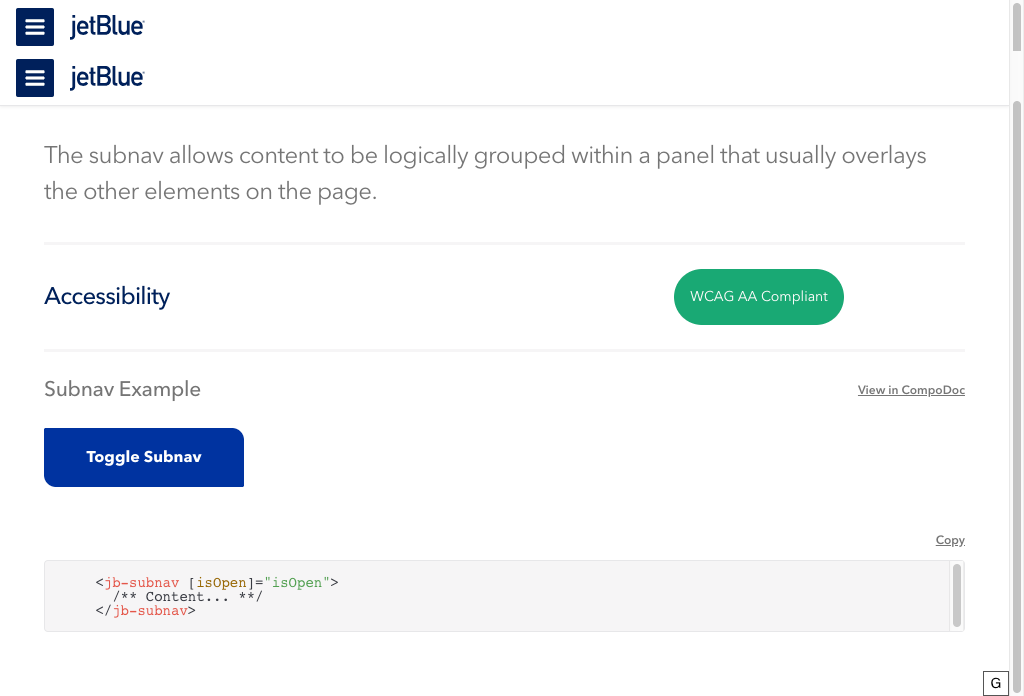 jetBlue
jetBlue
The subnav allows content to be logically grouped within a panel that usually overlays
the other elements on the page.
Accessibility
WCAG AA Compliant
Subnav Example
View in CompoDoc
Toggle Subnav
Copy
<jb-subnav [isOpen]="isOpen">
  /** Content... **/
</jb-subnav>
G